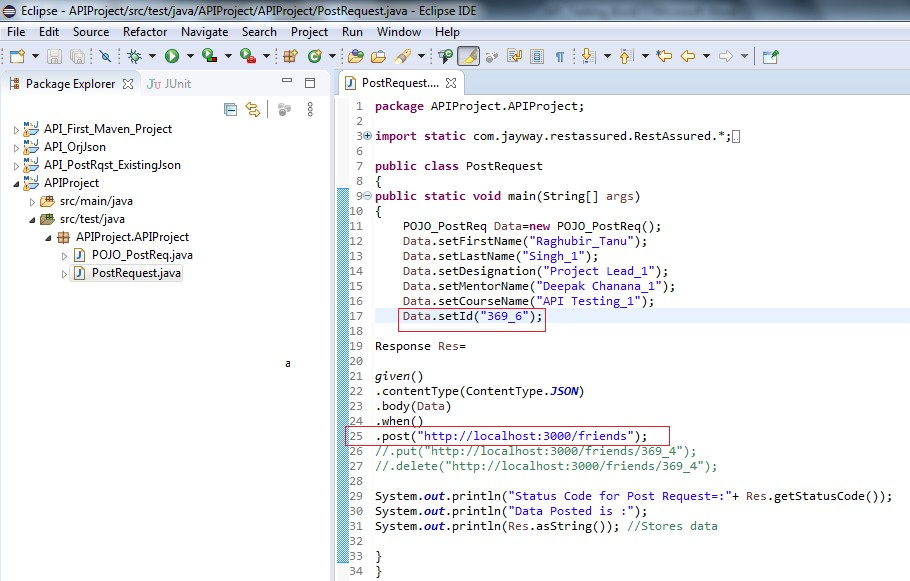 Eclipse - APIProject/src/test/java/APIProject/APIProject/PostRequest.java - Eclipse IDE
File Edit Source Refactor Navigate Search Project Run Window Help
Package Explorer JUnit
API_First_Maven_Project
API_OrjJson
API_PostRqst_ExistingJson
APIProject
src/main/java
src/test/java
APIProject.APIProject
POJO_PostReq.java
PostRequest.java
a
PostRequest....
1 package APIProject.APIProject;
2
3 import static com.jayway.restassured.RestAssured.*;
6
7 public class PostRequest
8 {
9 public static void main(String[] args)
10 {
11 POJO_PostReq Data=new POJO_PostReq();
12 Data.setFirstName("Raghubir_Tanu");
13 Data.setLastName("Singh_1");
14 Data.setDesignation("Project Lead_1");
15 Data.setMentorName("Deepak Chanana_1");
16 Data.setCourseName("API Testing_1");
17 Data.setId("369_6");
18
19 Response Res=
20
21 given()
22 .contentType(ContentType.JSON)
23 .body(Data)
24 .when()
25 .post("http://localhost:3000/friends");
26 //.put("http://localhost:3000/friends/369_4");
27 //.delete("http://localhost:3000/friends/369_4");
28
29 System.out.println("Status Code for Post Request=:"+ Res.getStatusCode());
30 System.out.println("Data Posted is :");
31 System.out.println(Res.asString()); //Stores data
32
33 }
34 }